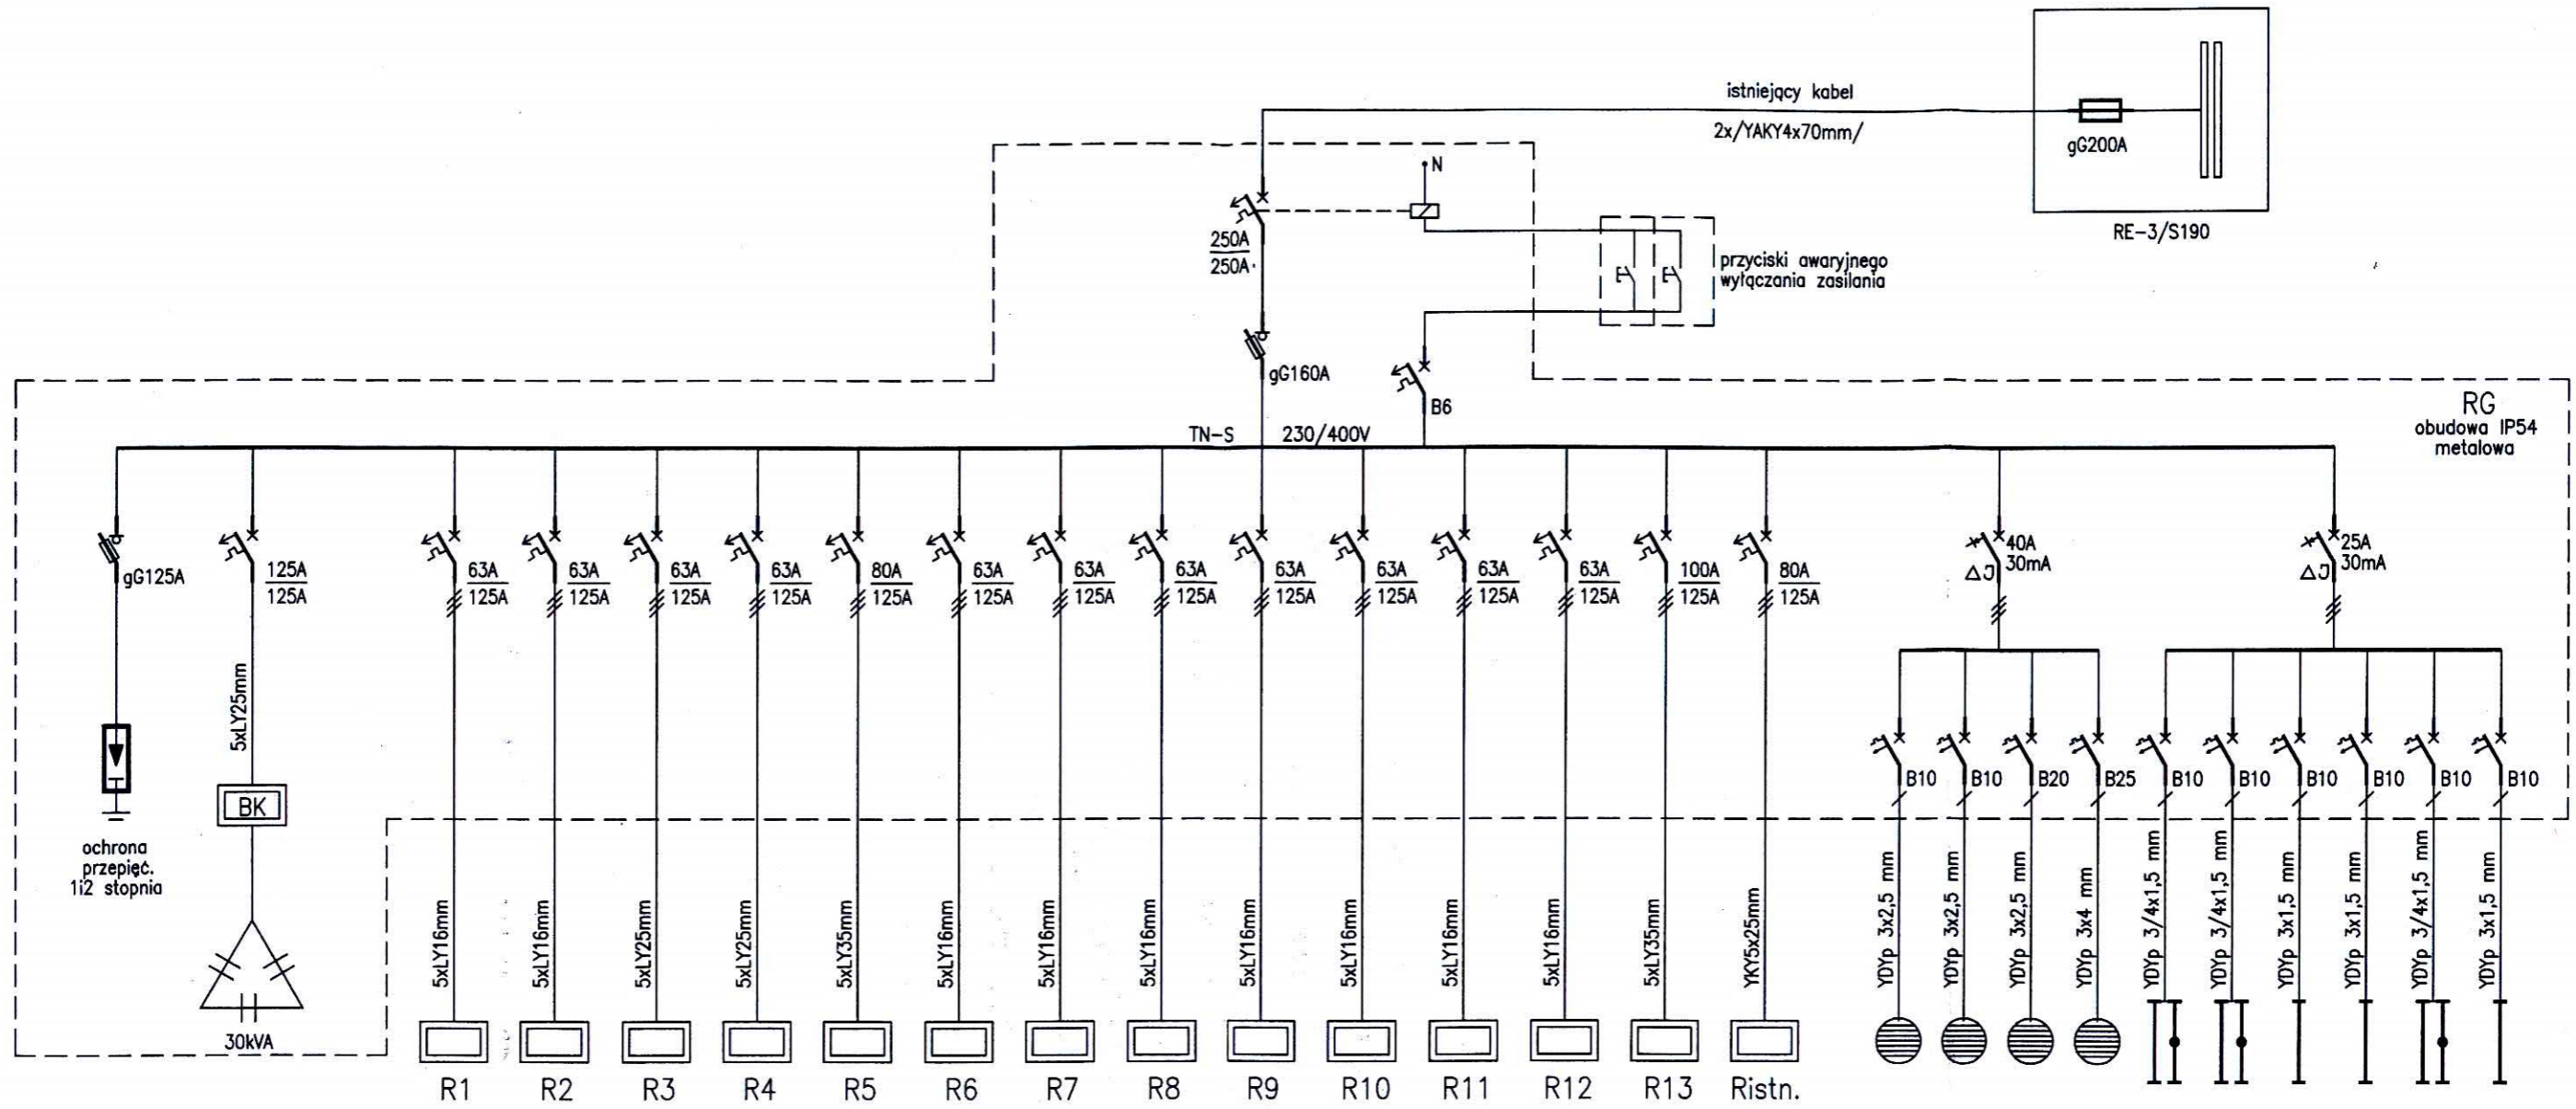 istniejący kabel
2x/YAKY4x70mm/
gG200A
RE-3/S190
N
250A
250A
przyciski awaryjnego
wyłączania zasilania
gG160A
B6
RG
obudowa IP54
metalowa
TN-S 230/400V
gG125A
125A
125A
63A
125A
63A
125A
63A
125A
63A
125A
80A
125A
63A
125A
63A
125A
63A
125A
63A
125A
63A
125A
63A
125A
63A
125A
100A
125A
80A
125A
40A
30mA
ΔJ
25A
30mA
ΔJ
5xLY25mm
BK
ochrona
przepięć.
1i2 stopnia
30kVA
B10
B10
B20
B25
B10
B10
B10
B10
B10
B10
5xLY16mm
5xLY16mm
5xLY25mm
5xLY25mm
5xLY35mm
5xLY16mm
5xLY16mm
5xLY16mm
5xLY16mm
5xLY16mm
5xLY16mm
5xLY16mm
5xLY35mm
YKY5x25mm
YDYp 3x2,5 mm
YDYp 3x2,5 mm
YDYp 3x2,5 mm
YDYp 3x4 mm
YDYp 3/4x1,5 mm
YDYp 3/4x1,5 mm
YDYp 3x1,5 mm
YDYp 3x1,5 mm
YDYp 3/4x1,5 mm
YDYp 3x1,5 mm
R1
R2
R3
R4
R5
R6
R7
R8
R9
R10
R11
R12
R13
Ristn.